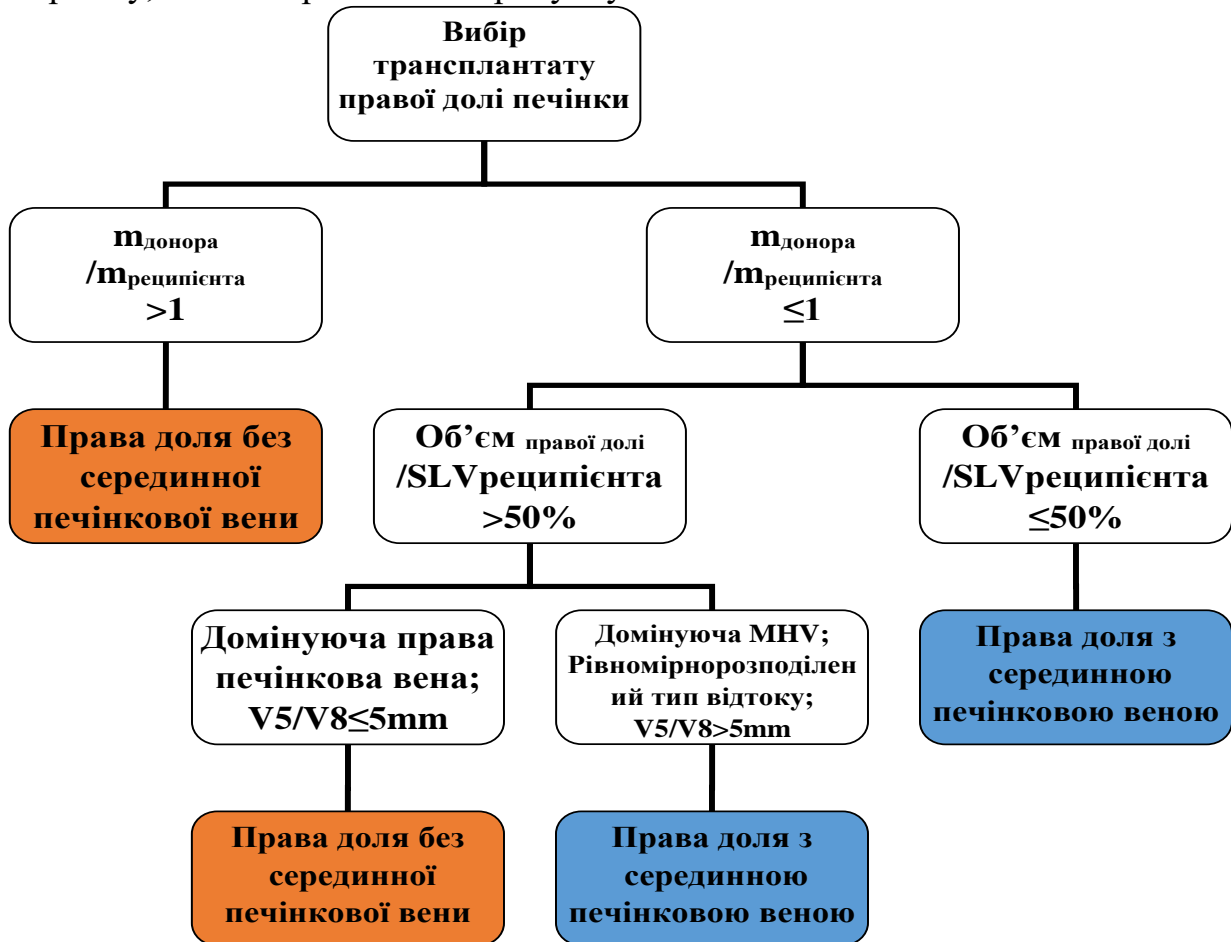 Вибір
трансплантату
правої долі печінки
mдонора
/mреципієнта
>1
mдонора
/mреципієнта
≤1
Права доля без
серединної
печінкової вени
Об’єм правої долі
/SLVреципієнта
>50%
Об’єм правої долі
/SLVреципієнта
≤50%
Домінуюча права
печінкова вена;
V5/V8≤5mm
Домінуюча MHV;
Рівномірнорозподілен
ий тип відтоку;
V5/V8>5mm
Права доля з
серединною
печінковою веною
Права доля без
серединної
печінкової вени
Права доля з
серединною
печінковою веною